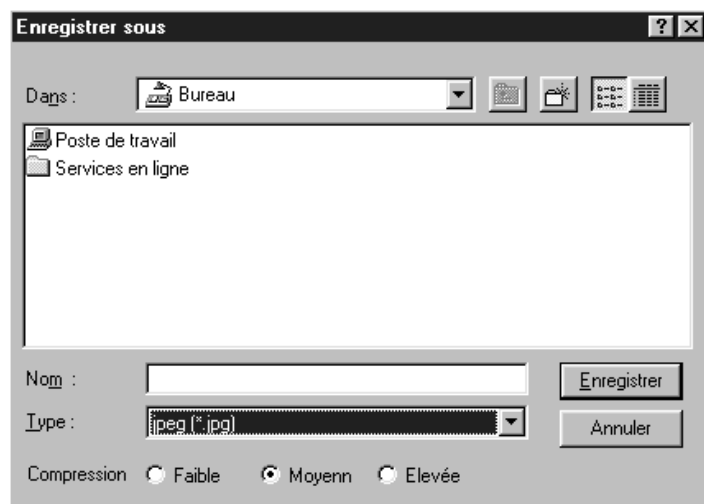 Enregistrer sous
Dans :
Bureau
Poste de travail
Services en ligne
Nom :
Enregistrer
Type :
jpeg (*.jpg)
Annuler
Compression
Faible
Moyenn
Elevée